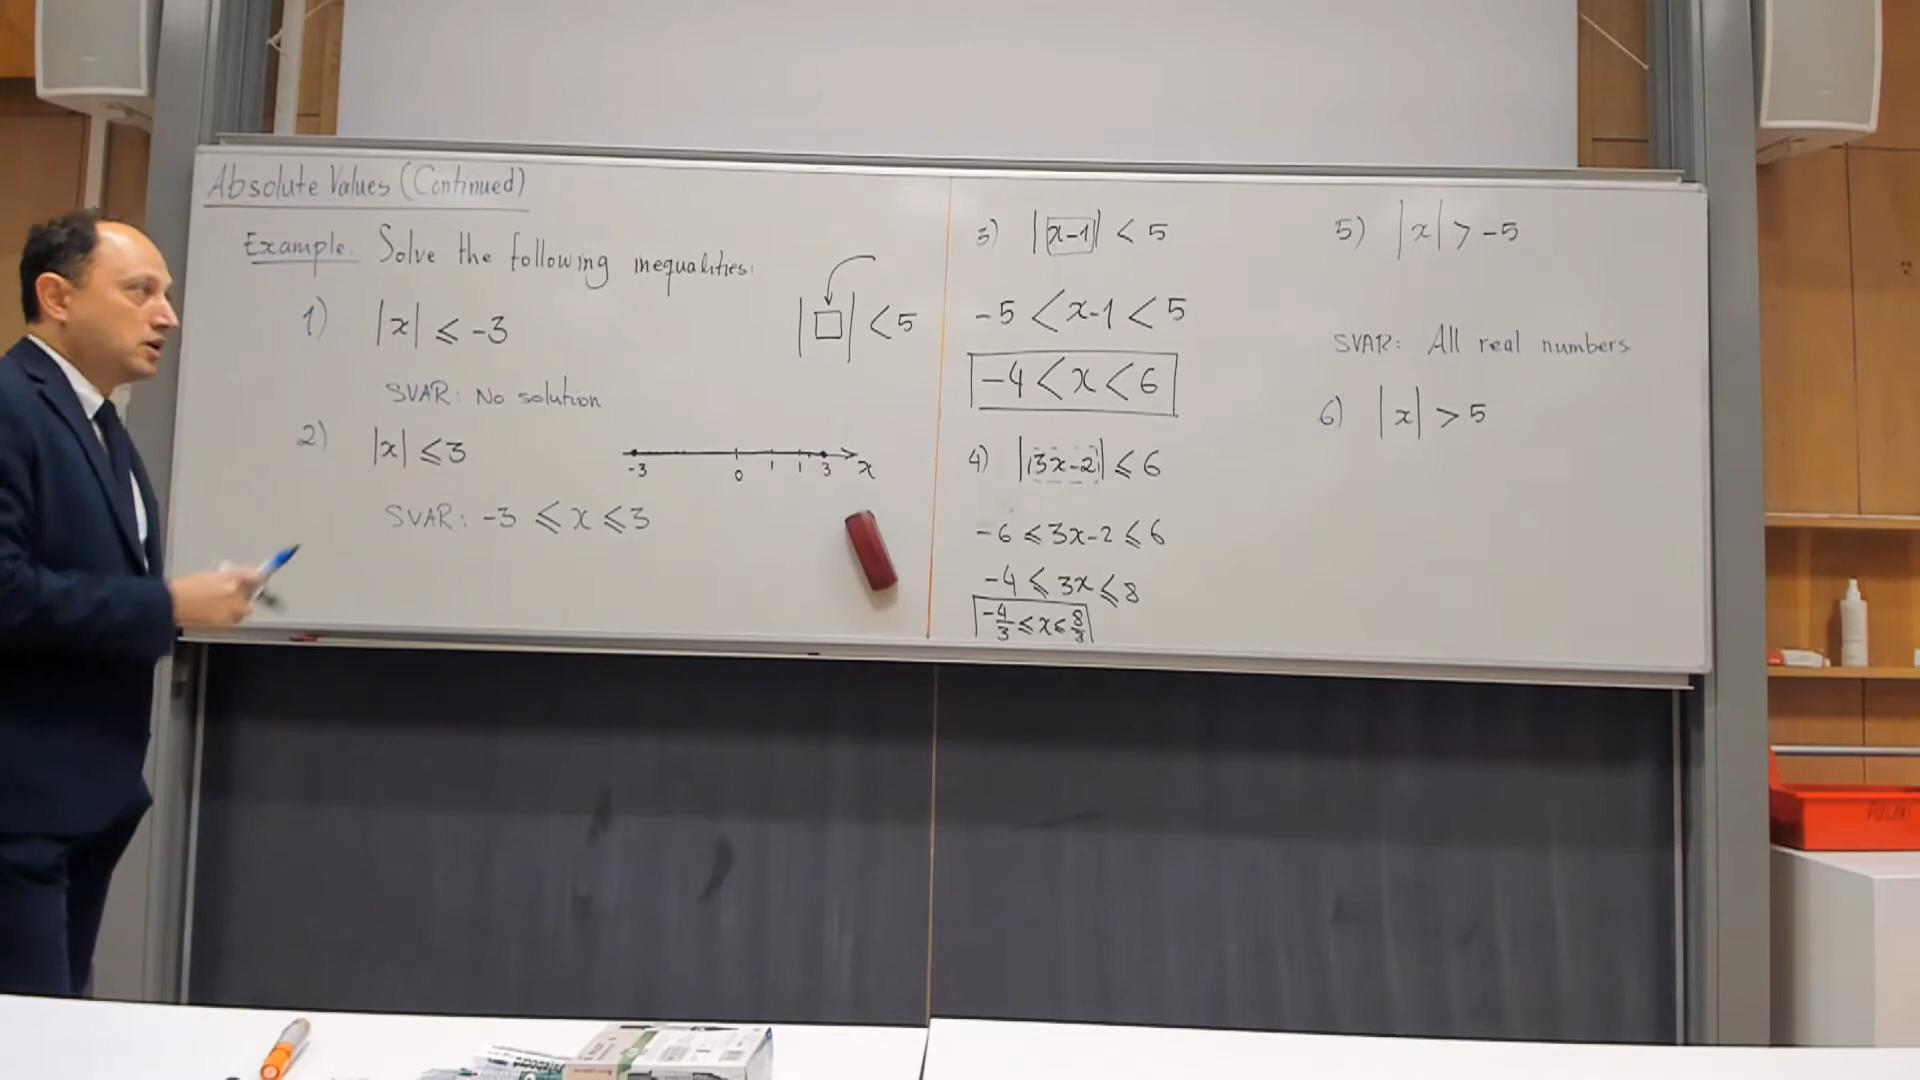 Absolute Values (Continued)
Example. Solve the following inequalities:
1) |x| ⩽ -3
SVAR: No solution
|□| < 5
2) |x| ⩽ 3
-3 0 3 x
SVAR: -3 ⩽ x ⩽ 3
3) |x-1| < 5
-5 < x-1 < 5
-4 < x < 6
4) |3x-2| ⩽ 6
-6 ⩽ 3x-2 ⩽ 6
-4 ⩽ 3x ⩽ 8
-4/3 ⩽ x ⩽ 8/3
5) |x| > -5
SVAR: All real numbers
6) |x| > 5